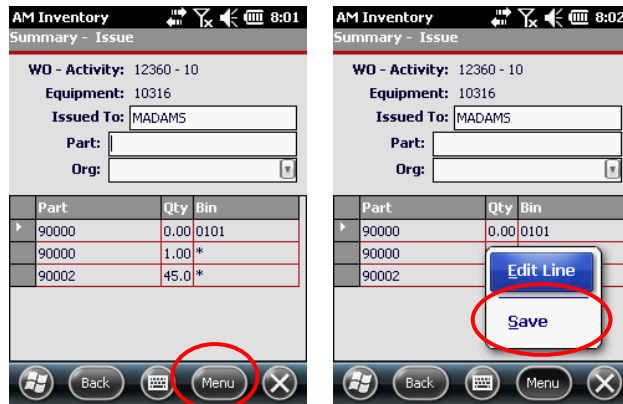 AM Inventory 8:01
Summary - Issue
WO - Activity: 12360 - 10
Equipment: 10316
Issued To: MADAMS
Part:
Org:
Part Qty Bin
90000 0.00 0101
90000 1.00 *
90002 45.0 *
Back Menu
AM Inventory 8:02
Summary - Issue
WO - Activity: 12360 - 10
Equipment: 10316
Issued To: MADAMS
Part:
Org:
Part Qty Bin
90000 0.00 0101
90000
90002
Edit Line
Save
Back Menu